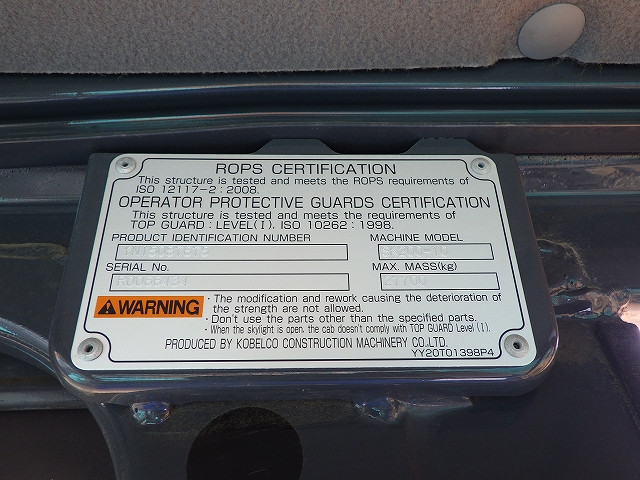 ROPS CERTIFICATION
This structure is tested and meets the ROPS requirements of
ISO 12117-2:2008.
OPERATOR PROTECTIVE GUARDS CERTIFICATION
This structure is tested and meets the requirements of
TOP GUARD:LEVEL(I). ISO 10262:1998.
PRODUCT IDENTIFICATION NUMBER
MACHINE MODEL
SERIAL No.
MAX. MASS(kg)
WARNING
・The modification and rework causing the deterioration of
the strength are not allowed.
・Don't use the parts other than the specified parts.
・When the skylight is open, the cab doesn't comply with TOP GUARD Level(I).
PRODUCED BY KOBELCO CONSTRUCTION MACHINERY CO.,LTD.
YY20T01398P4